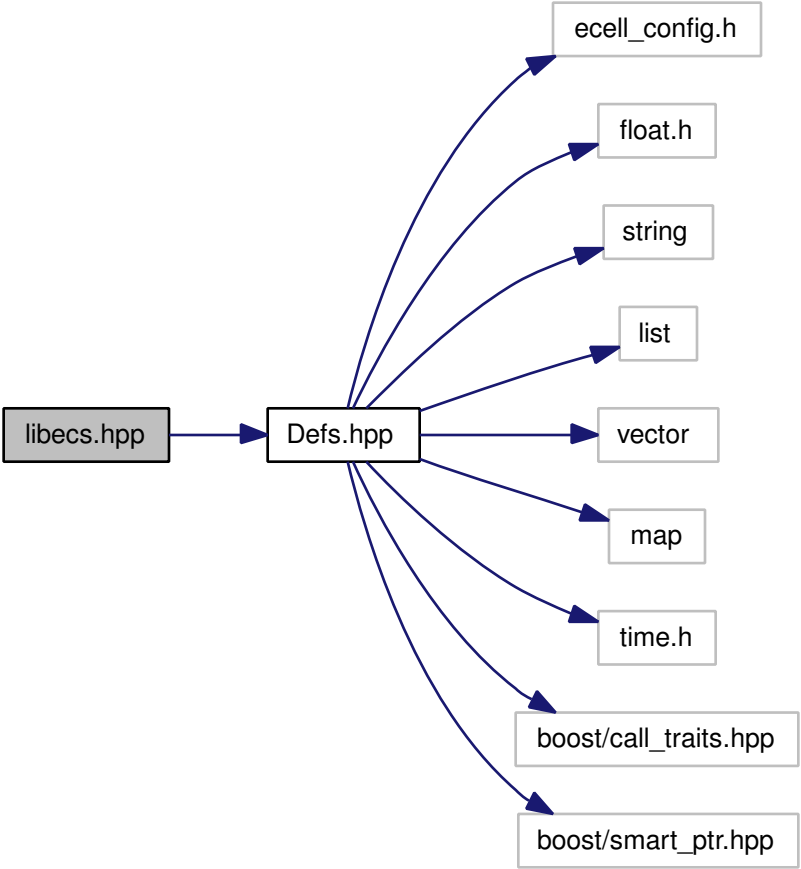 libecs.hpp
Defs.hpp
ecell_config.h
float.h
string
list
vector
map
time.h
boost/call_traits.hpp
boost/smart_ptr.hpp